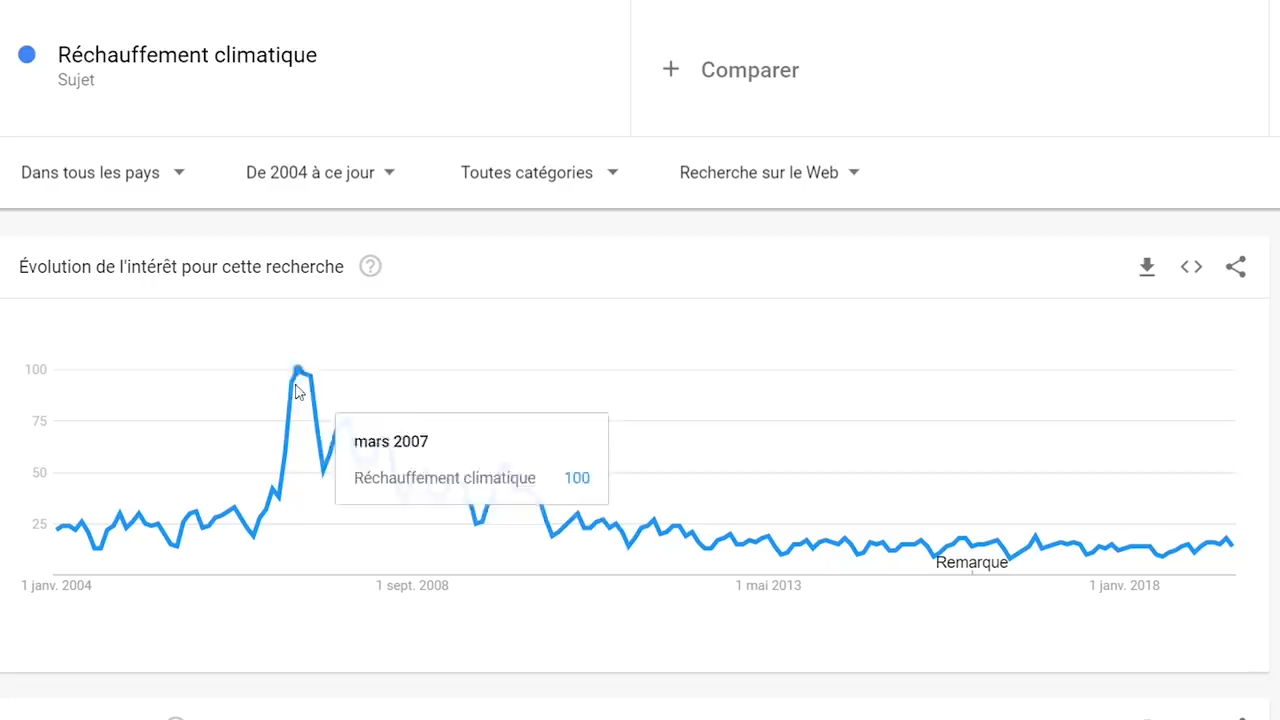 Réchauffement climatique
Sujet
+ Comparer
Dans tous les pays
De 2004 à ce jour
Toutes catégories
Recherche sur le Web
Évolution de l'intérêt pour cette recherche
?
100
75
50
25
mars 2007
Réchauffement climatique 100
Remarque
1 janv. 2004
1 sept. 2008
1 mai 2013
1 janv. 2018